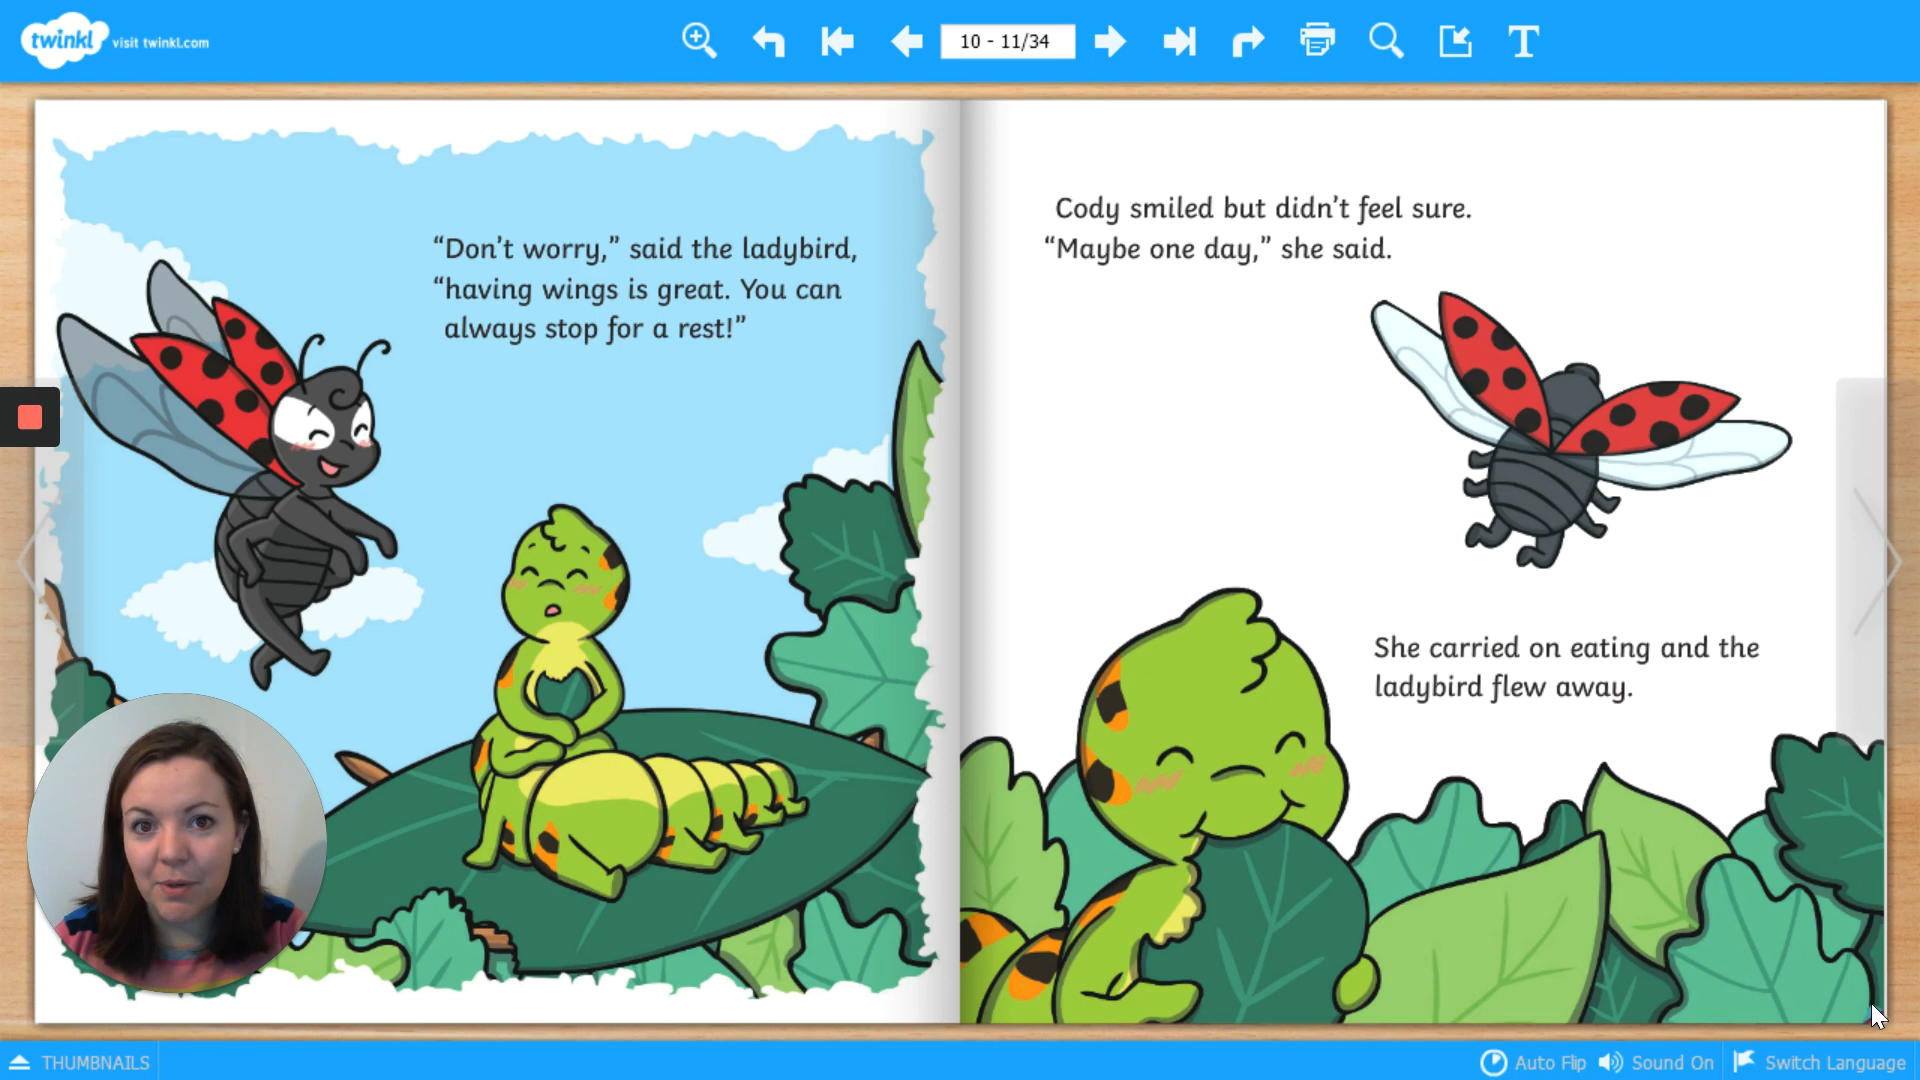 twinkl visit twinkl.com
10 - 11/34
“Don’t worry,” said the ladybird,
“having wings is great. You can
always stop for a rest!”
Cody smiled but didn’t feel sure.
“Maybe one day,” she said.
She carried on eating and the
ladybird flew away.
THUMBNAILS
Auto Flip
Sound On
Switch Language